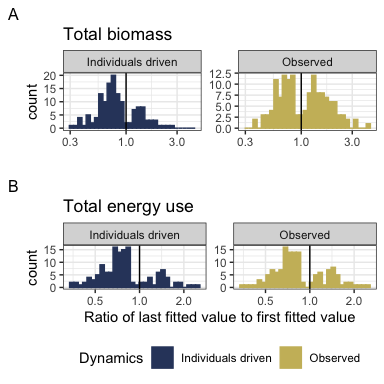 A
Total biomass
Individuals driven
Observed
count
20
15
10
5
0
12.5
10.0
7.5
5.0
2.5
0.0
0.3 1.0 3.0
0.3 1.0 3.0
B
Total energy use
Individuals driven
Observed
count
15
10
5
0
15
10
5
0
0.5 1.0 2.0
0.5 1.0 2.0
Ratio of last fitted value to first fitted value
Dynamics Individuals driven Observed